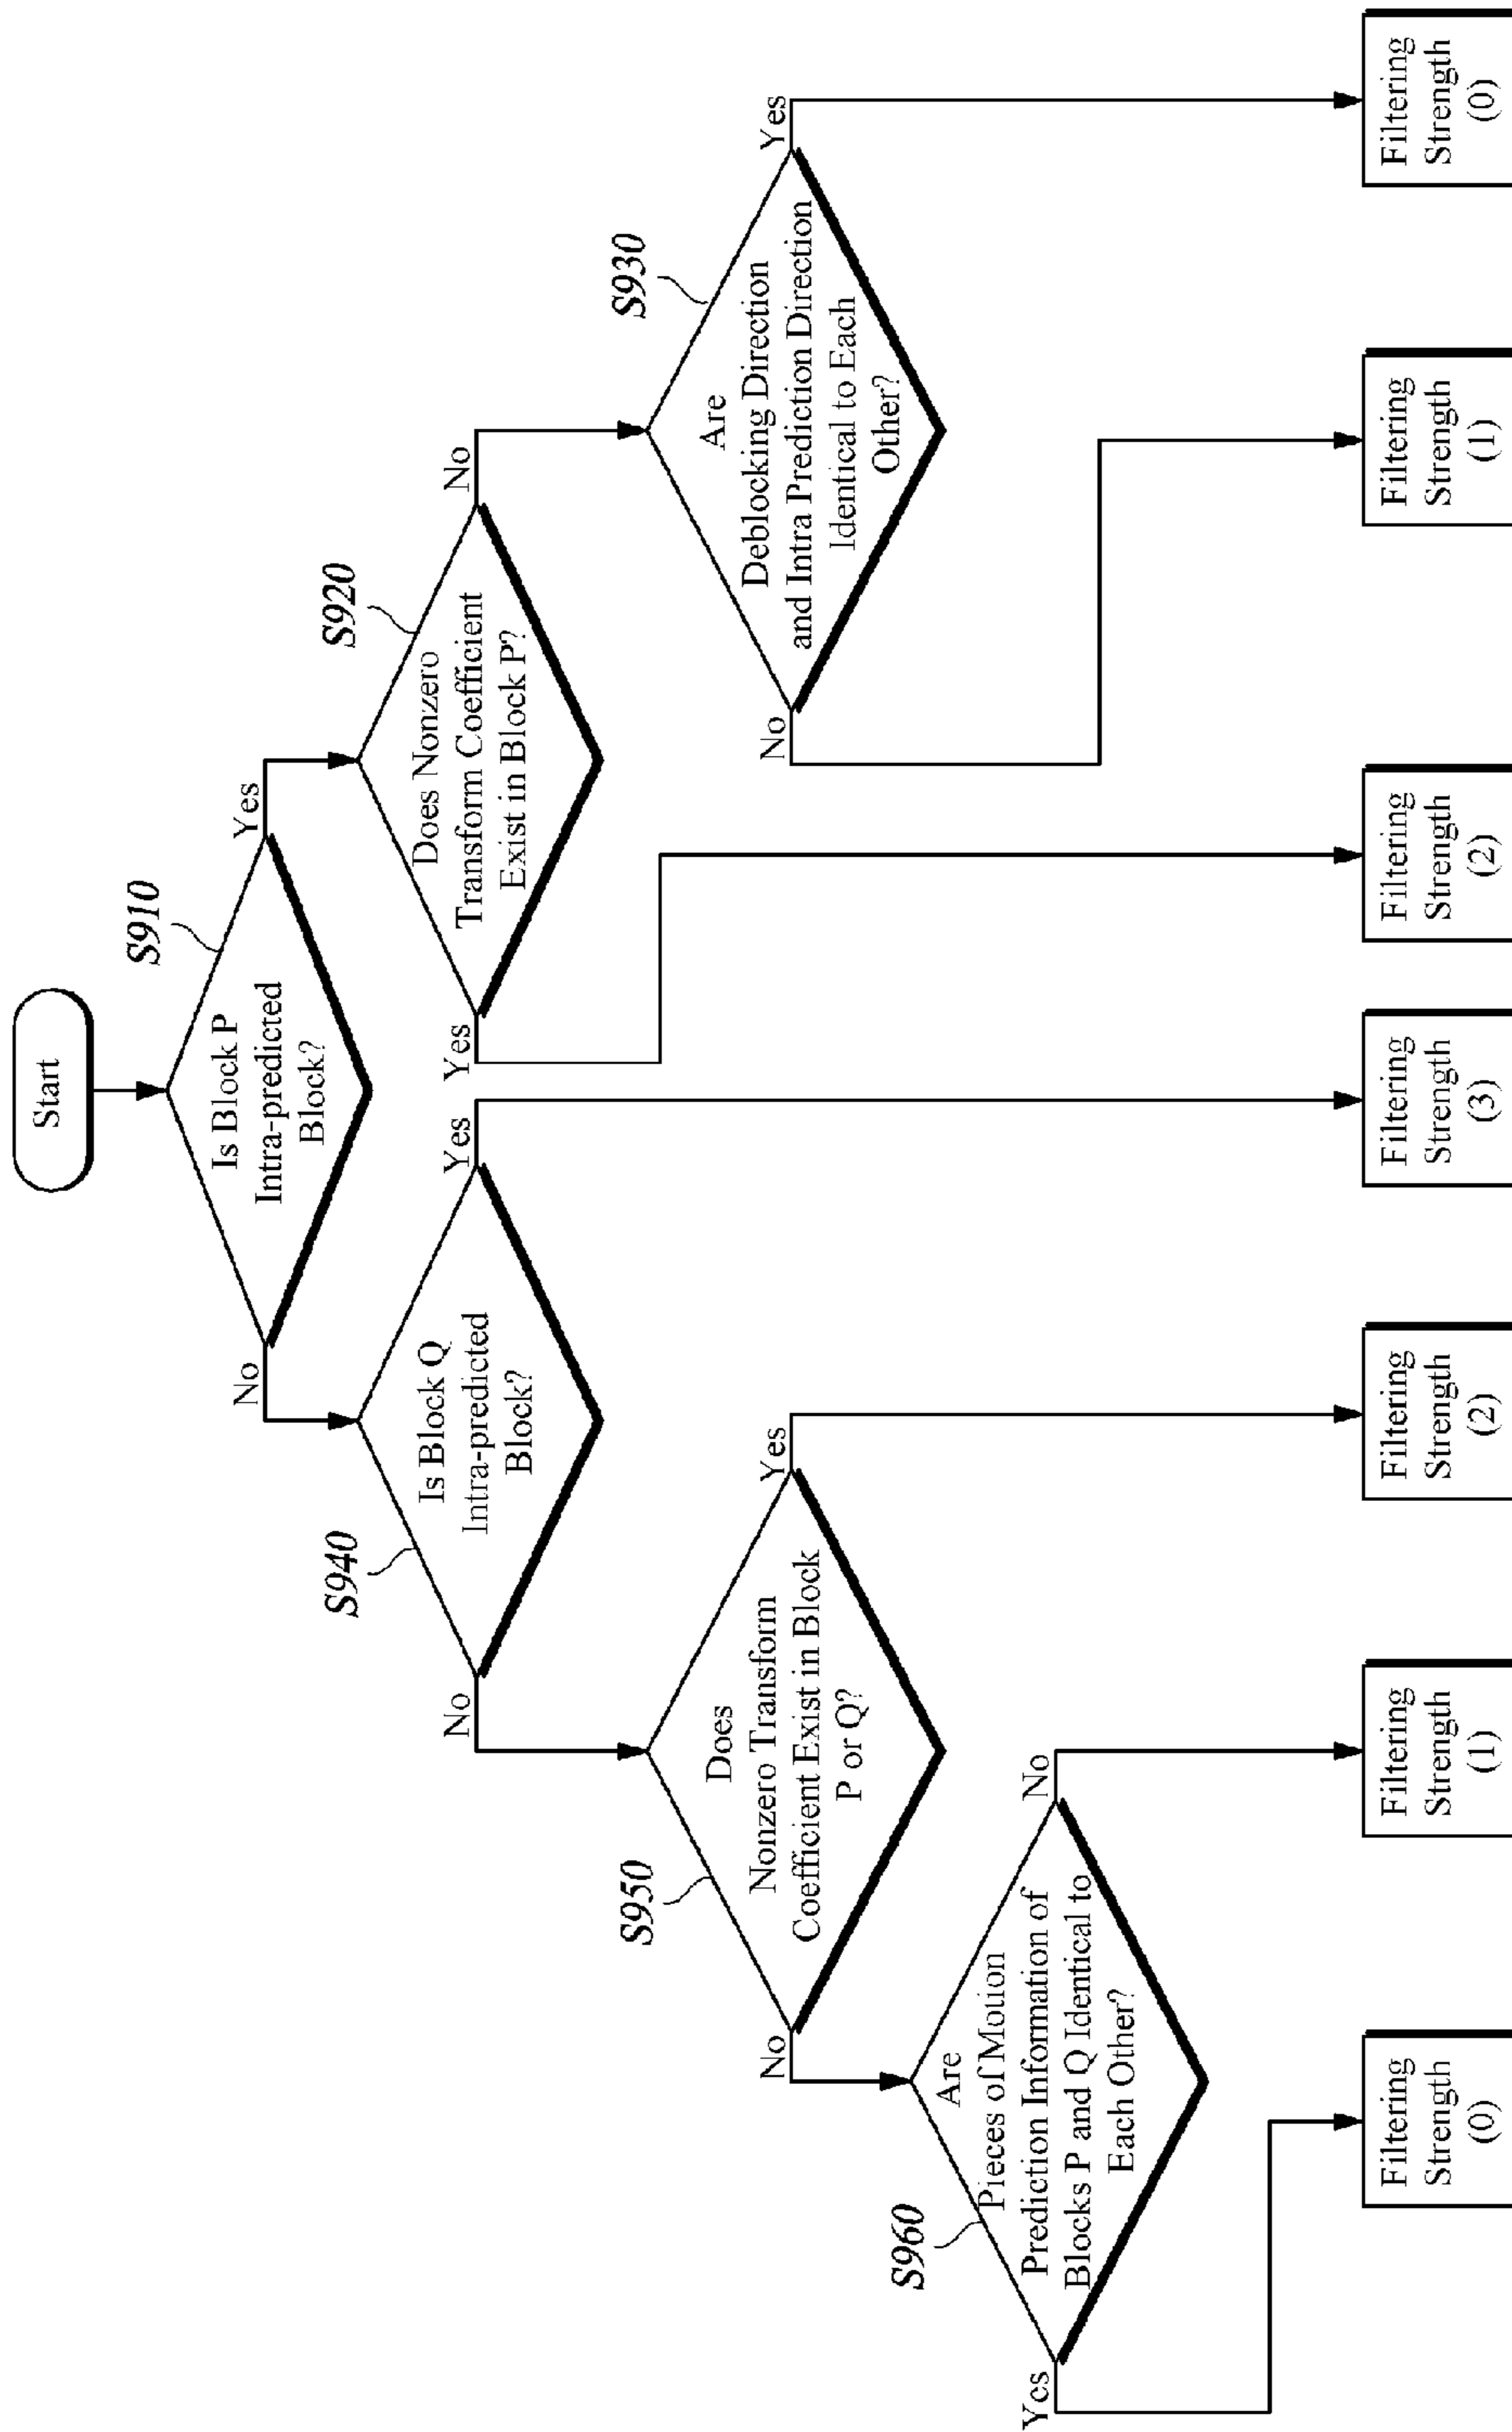 Start
S910
Is Block P
Intra-predicted
Block?
No
Yes
S940
Is Block Q
Intra-predicted
Block?
No
Yes
S920
Does Nonzero
Transform Coefficient
Exist in Block P?
Yes
No
S950
Does
Nonzero Transform
Coefficient Exist in Block
P or Q?
No
Yes
S930
Are
Deblocking Direction
and Intra Prediction Direction
Identical to Each
Other?
No
Yes
S960
Are
Pieces of Motion
Prediction Information of
Blocks P and Q Identical to
Each Other?
Yes
No
Filtering
Strength
(0)
Filtering
Strength
(1)
Filtering
Strength
(2)
Filtering
Strength
(3)
Filtering
Strength
(2)
Filtering
Strength
(1)
Filtering
Strength
(0)